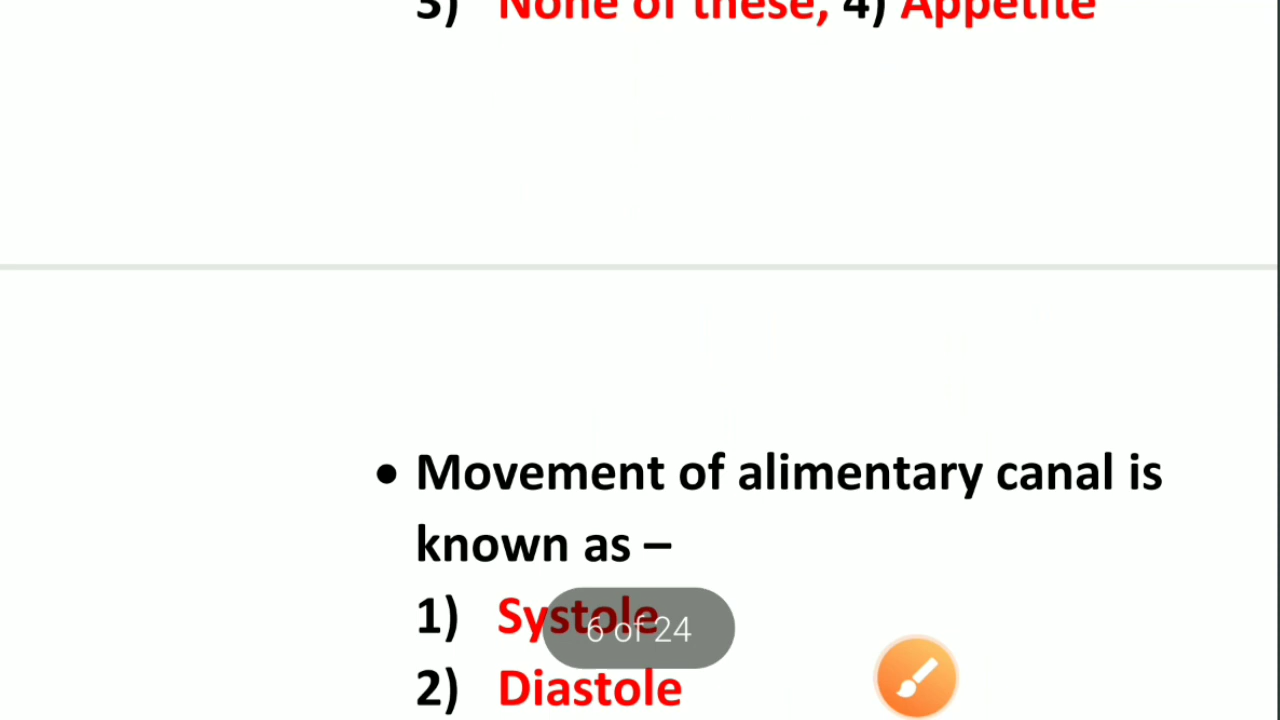 3) None of these, 4) Appetite
• Movement of alimentary canal is
known as –
1) Systole
6 of 24
2) Diastole